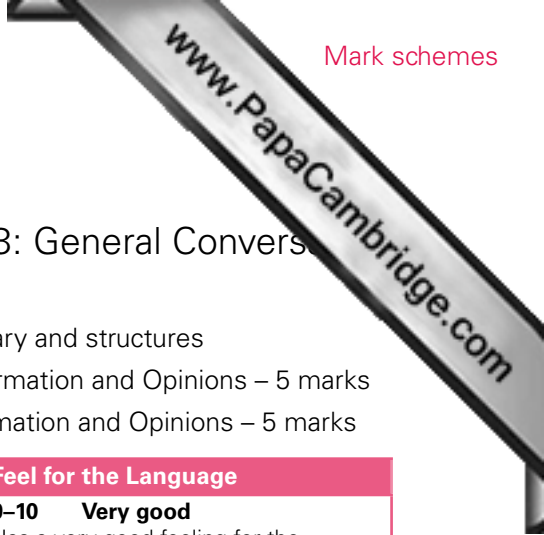 Mark schemes
www.PapaCambridge.com
3: General Convers
ary and structures
rmation and Opinions – 5 marks
mation and Opinions – 5 marks
Feel for the Language
–10 Very good